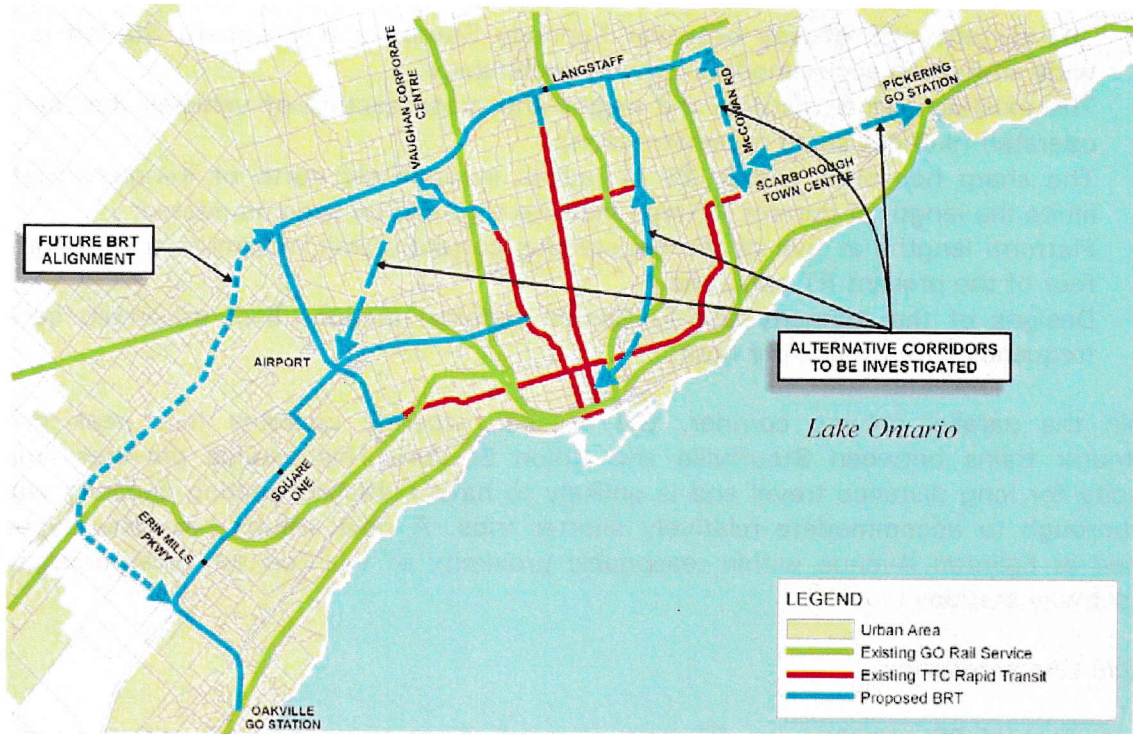 VAUGHAN CORPORATE
CENTRE
LANGSTAFF
McCOWAN RD
PICKERING
GO STATION
SCARBOROUGH
TOWN CENTRE
FUTURE BRT
ALIGNMENT
AIRPORT
ALTERNATIVE CORRIDORS
TO BE INVESTIGATED
Lake Ontario
SQUARE
ONE
ERIN MILLS
PKWY
OAKVILLE
GO STATION
LEGEND
Urban Area
Existing GO Rail Service
Existing TTC Rapid Transit
Proposed BRT